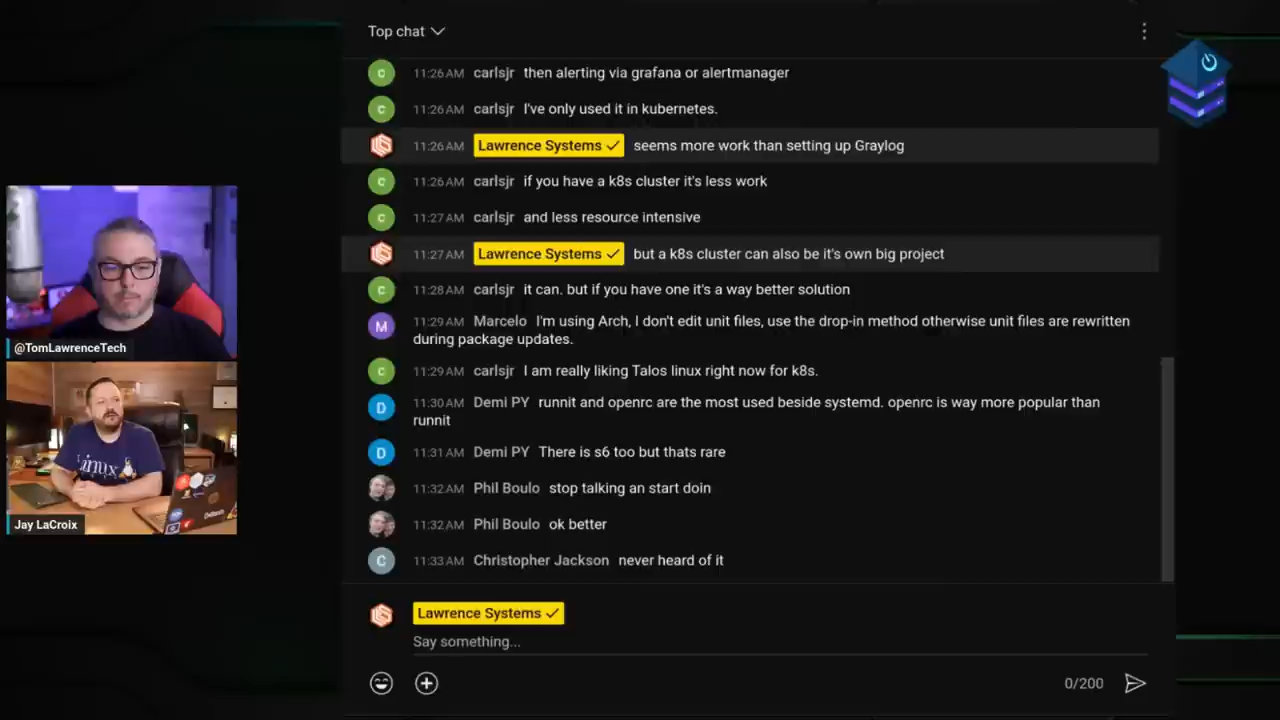 Top chat
11:26 AM carlsjr then alerting via grafana or alertmanager
11:26 AM carlsjr I've only used it in kubernetes.
11:26 AM Lawrence Systems seems more work than setting up Graylog
11:26 AM carlsjr if you have a k8s cluster it's less work
11:27 AM carlsjr and less resource intensive
11:27 AM Lawrence Systems but a k8s cluster can also be it's own big project
11:28 AM carlsjr it can. but if you have one it's a way better solution
M 11:29 AM Marcelo I'm using Arch, I don't edit unit files, use the drop-in method otherwise unit files are rewritten
during package updates.
11:29 AM carlsjr I am really liking Talos linux right now for k8s.
D 11:30 AM Demi PY runnit and openrc are the most used beside systemd. openrc is way more popular than
runnit
D 11:31 AM Demi PY There is s6 too but thats rare
11:32 AM Phil Boulo stop talking an start doin
11:32 AM Phil Boulo ok better
C 11:33 AM Christopher Jackson never heard of it
Lawrence Systems
Say something...
0/200
@TomLawrenceTech
Linux
Jay LaCroix